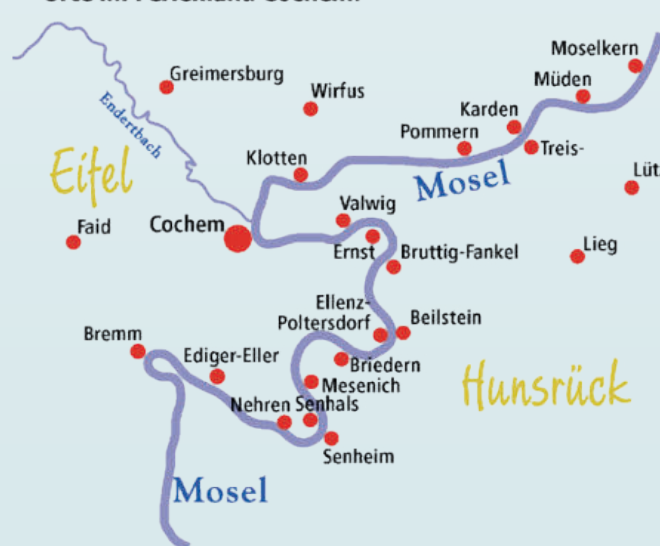 Moselkern
Greimersburg
Müden
Wirfus
Endertbach
Karden
Pommern
Treis-
Klotten
Eifel
Mosel
Lüt
Valwig
Cochem
Faid
Ernst
Bruttig-Fankel
Lieg
Ellenz-
Poltersdorf
Beilstein
Bremm
Ediger-Eller
Briedern
Mesenich
Hunsrück
Nehren Senhals
Senheim
Mosel